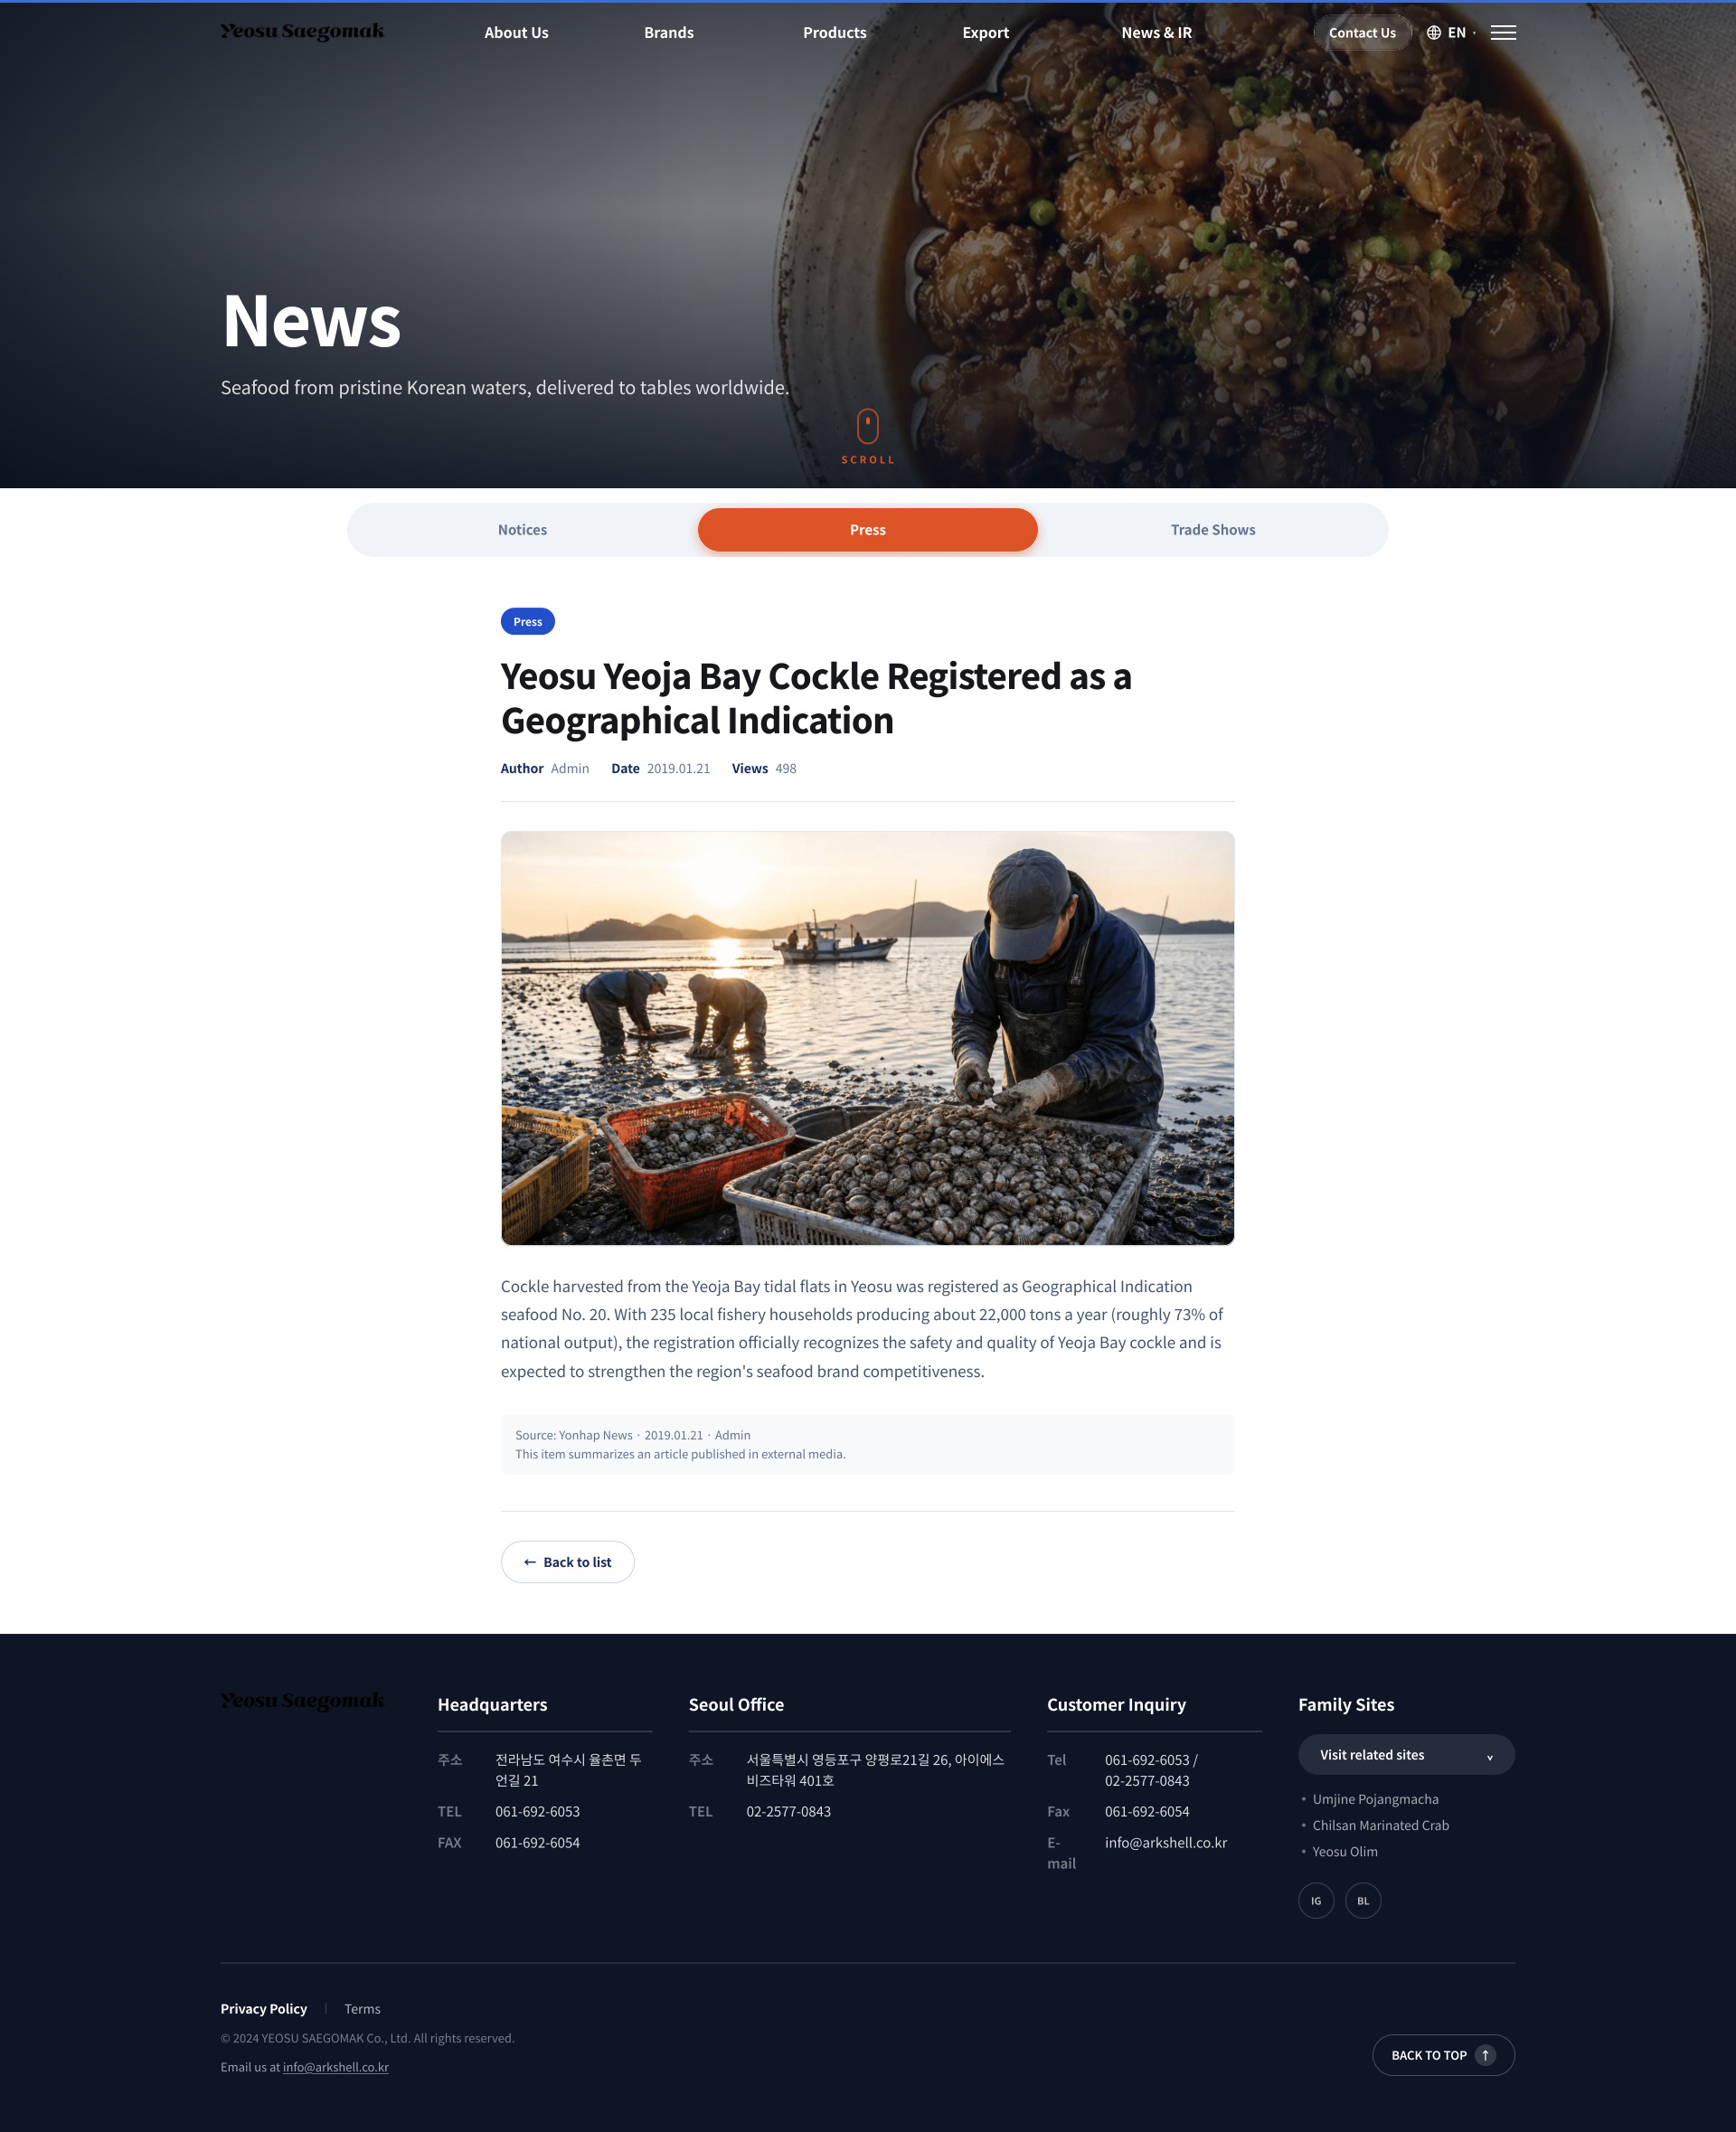 Yeosu Saegomak
About Us
Brands
Products
Export
News & IR
Contact Us
EN
News
Seafood from pristine Korean waters, delivered to tables worldwide.
SCROLL
Notices
Press
Trade Shows
Press
Yeosu Yeoja Bay Cockle Registered as a
Geographical Indication
Author Admin Date 2019.01.21 Views 498
Cockle harvested from the Yeoja Bay tidal flats in Yeosu was registered as Geographical Indication
seafood No. 20. With 235 local fishery households producing about 22,000 tons a year (roughly 73% of
national output), the registration officially recognizes the safety and quality of Yeoja Bay cockle and is
expected to strengthen the region's seafood brand competitiveness.
Source: Yonhap News · 2019.01.21 · Admin
This item summarizes an article published in external media.
← Back to list
Yeosu Saegomak
Headquarters
주소 전라남도 여수시 율촌면 두
언길 21
TEL 061-692-6053
FAX 061-692-6054
Seoul Office
주소 서울특별시 영등포구 양평로21길 26, 아이에스
비즈타워 401호
TEL 02-2577-0843
Customer Inquiry
Tel 061-692-6053 /
02-2577-0843
Fax 061-692-6054
E-
mail info@arkshell.co.kr
Family Sites
Visit related sites
• Umjine Pojangmacha
• Chilsan Marinated Crab
• Yeosu Olim
IG
BL
Privacy Policy | Terms
© 2024 YEOSU SAEGOMAK Co., Ltd. All rights reserved.
Email us at info@arkshell.co.kr
BACK TO TOP ↑